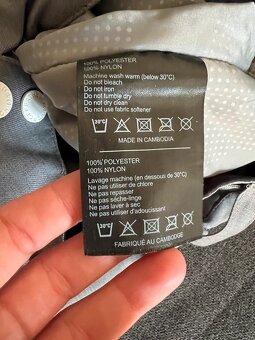 100% POLYESTER
100% NYLON
Machine wash warm (below 30°C)
Do not bleach
Do not iron
Do not tumble dry
Do not dry clean
Do not use fabric softener
30°C
MADE IN CAMBODIA
100% POLYESTER
100% NYLON
Lavage machine (en dessous de 30°C)
Ne pas utiliser de chlore
Ne pas repasser
Ne pas sèche-linge
Ne pas laver à sec
Ne pas utiliser d'adoucissant
30°C
FABRIQUÉ AU CAMBODGE